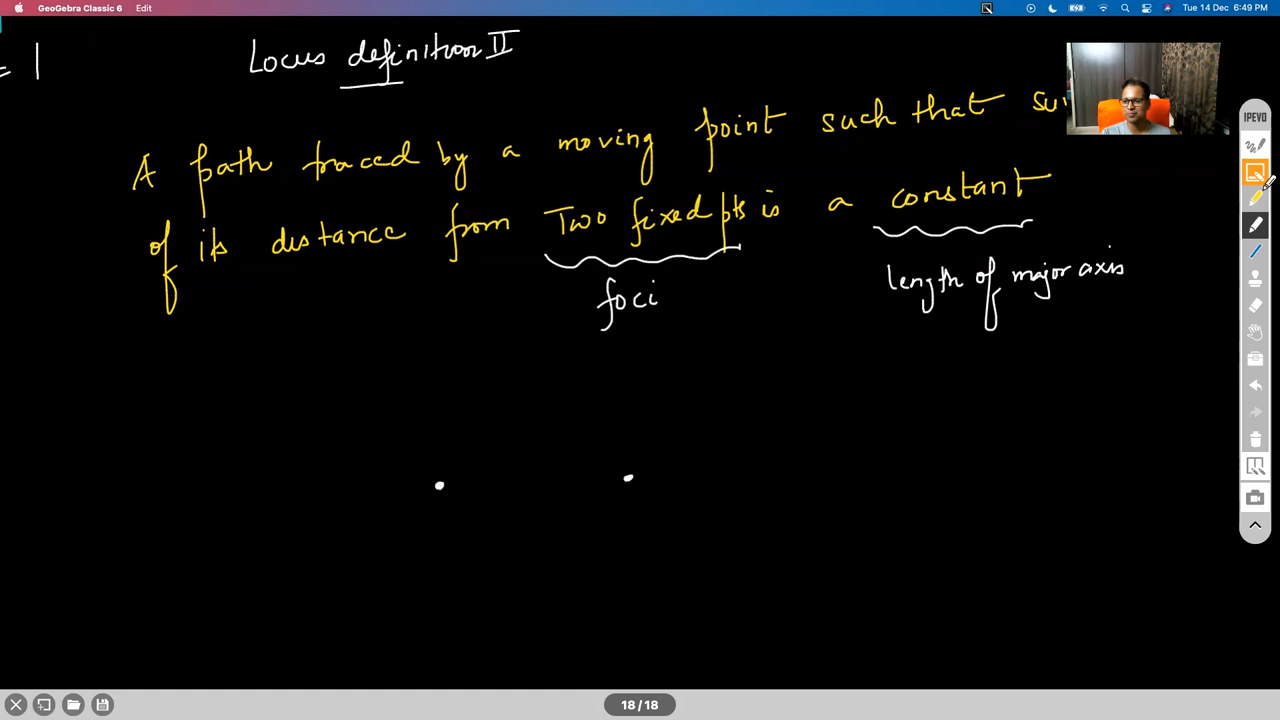 GeoGebra Classic 6 Edit Tue 14 Dec 6:49 PM
= 1 Locus definition II
A path traced by a moving point such that
of its distance from Two fixed pts is a constant
foci
length of major axis
IPEVO
18 / 18